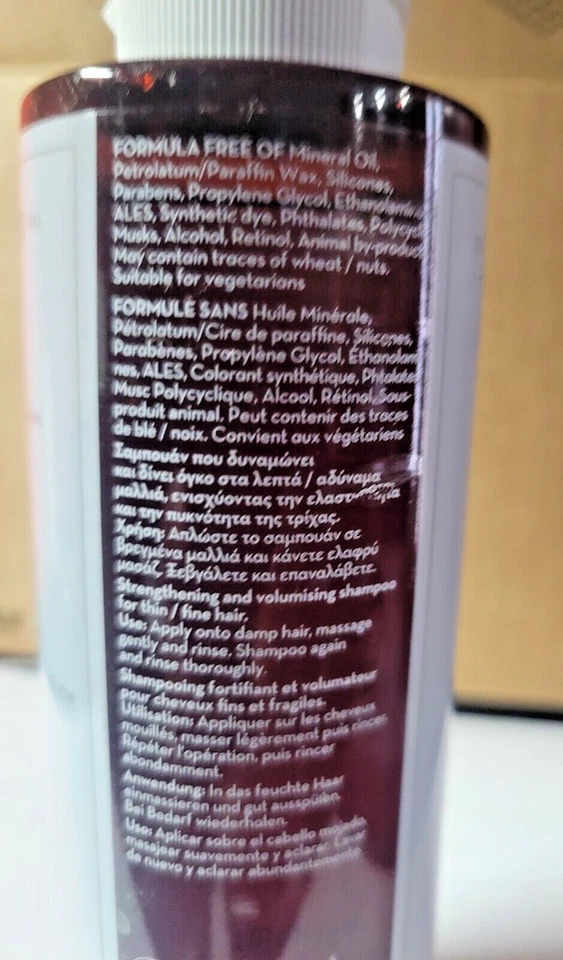 FORMULA FREE OF Mineral Oil,
Petrolatum/Paraffin Wax, Silicones,
Parabens, Propylene Glycol, Ethanolami
ALES, Synthetic dye, Phthalates, Polycyc
Musks, Alcohol, Retinol, Animal by-product
May contain traces of wheat / nuts.
Suitable for vegetarians
FORMULE SANS Huile Minérale,
Pétrolatum/Cire de paraffine, Silicones,
Parabènes, Propylène Glycol, Éthanolam
nes, ALES, Colorant synthétique, Phtalates
Musc Polycyclique, Alcool, Rétinol, Sous-
produit animal. Peut contenir des traces
de blé / noix. Convient aux végétariens
Σαμπουάν που δυναμώνει
και δίνει όγκο στα λεπτά / αδύναμα
μαλλιά, ενισχύοντας την
και την πυκνότητα της τρίχας.
Χρήση: Απλώστε το σαμπουάν σε
βρεγμένα μαλλιά και κάνετε ελαφρύ
μασάζ. Ξεβγάλετε και επαναλάβετε.
Strengthening and volumising shampoo
for thin / fine hair.
Use: Apply onto damp hair, massage
gently and rinse. Shampoo again
and rinse thoroughly.
Shampooing fortifiant et volumateur
pour cheveux fins et fragiles.
Utilisation: Appliquer sur les cheveux
mouillés, masser légèrement puis rincer.
Répéter l'opération, puis rincer
abondamment.
Anwendung: In das feuchte Haar
einmassieren und gut ausspülen.
Bei Bedarf wiederholen.
Uso: Aplicar sobre el cabello mojado
masajear suavemente y aclarar. Lavar
de nuevo y aclarar abundantemente